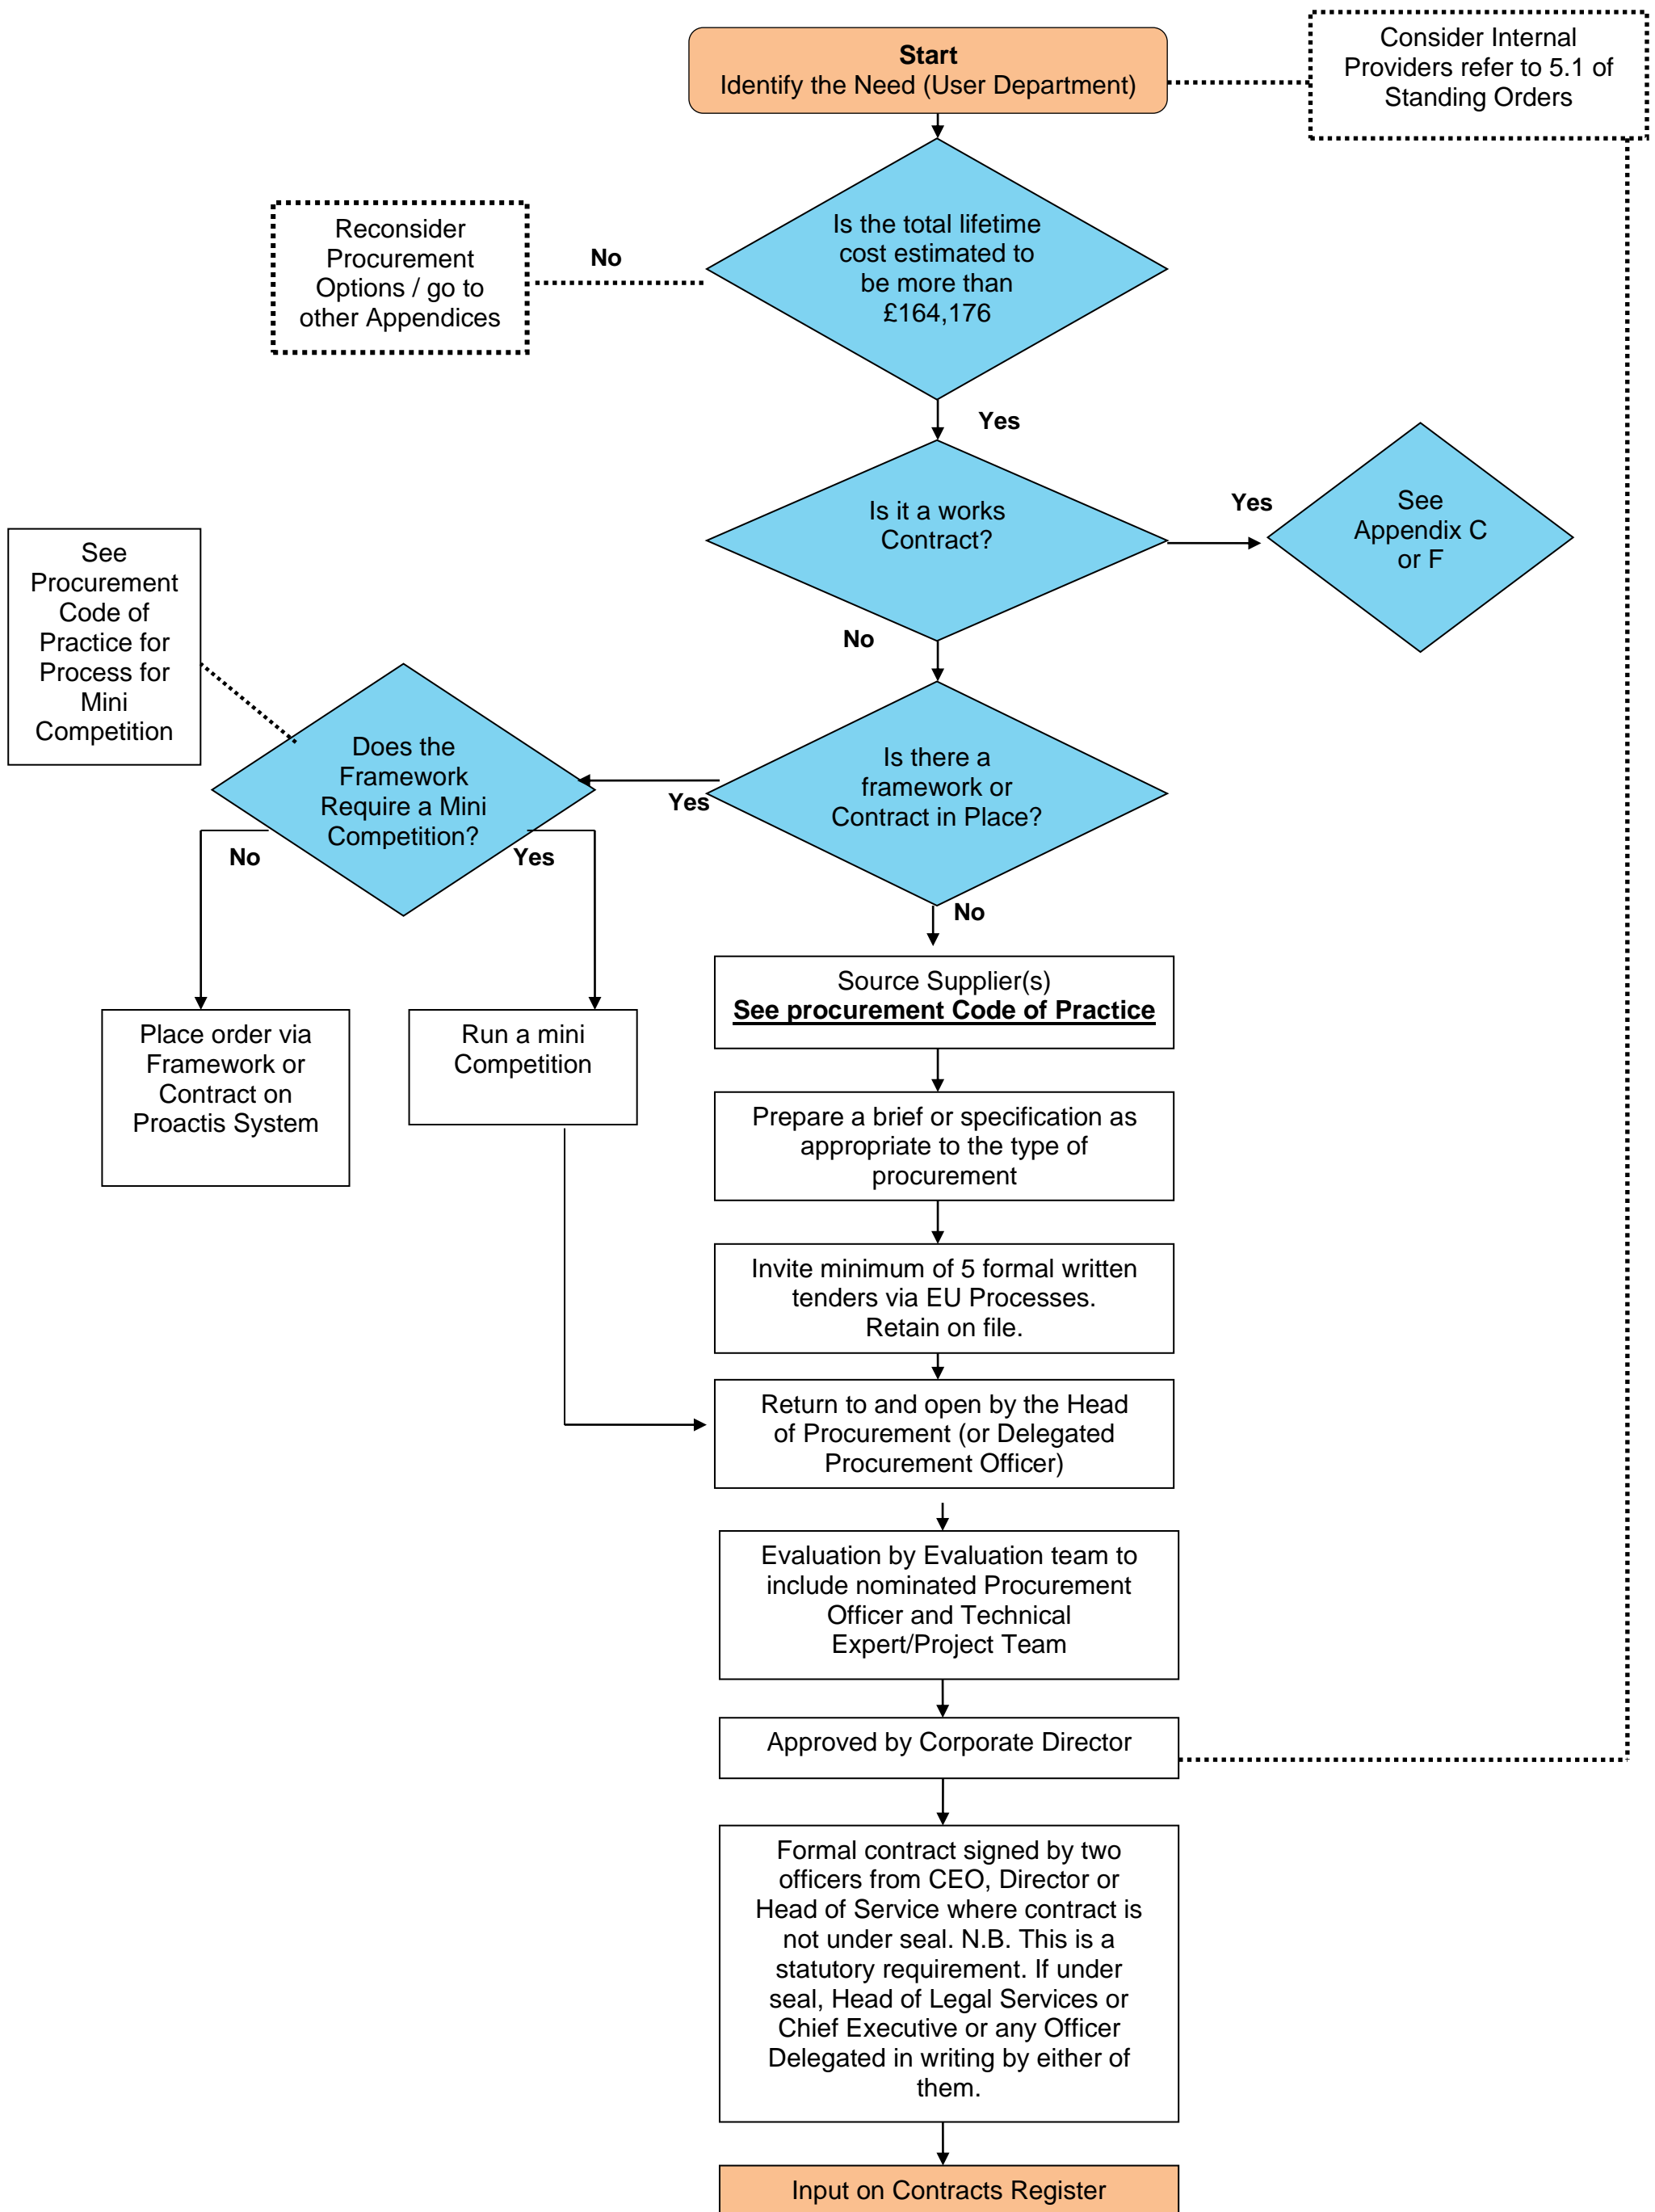 Start
Identify the Need (User Department)
Consider Internal
Providers refer to 5.1 of
Standing Orders
Is the total lifetime
cost estimated to
be more than
£164,176
No
Reconsider
Procurement
Options / go to
other Appendices
Yes
Is it a works
Contract?
Yes
See
Appendix C
or F
No
See
Procurement
Code of
Practice for
Process for
Mini
Competition
Does the
Framework
Require a Mini
Competition?
Is there a
framework or
Contract in Place?
Yes
No
Yes
No
Place order via
Framework or
Contract on
Proactis System
Run a mini
Competition
Source Supplier(s)
See procurement Code of Practice
Prepare a brief or specification as
appropriate to the type of
procurement
Invite minimum of 5 formal written
tenders via EU Processes.
Retain on file.
Return to and open by the Head
of Procurement (or Delegated
Procurement Officer)
Evaluation by Evaluation team to
include nominated Procurement
Officer and Technical
Expert/Project Team
Approved by Corporate Director
Formal contract signed by two
officers from CEO, Director or
Head of Service where contract is
not under seal. N.B. This is a
statutory requirement. If under
seal, Head of Legal Services or
Chief Executive or any Officer
Delegated in writing by either of
them.
Input on Contracts Register